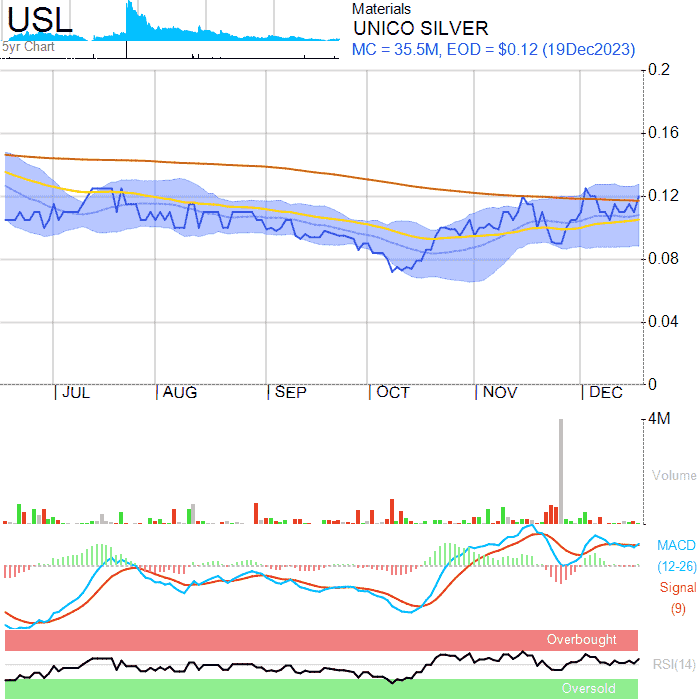 USL
5yr Chart
Materials
UNICO SILVER
MC = 35.5M, EOD = $0.12 (19Dec2023)
0.2
0.16
0.12
0.08
0.04
0
| JUL | AUG | SEP | OCT | NOV | DEC
4M
Volume
MACD
(12-26)
Signal
(9)
Overbought
RSI(14)
Oversold